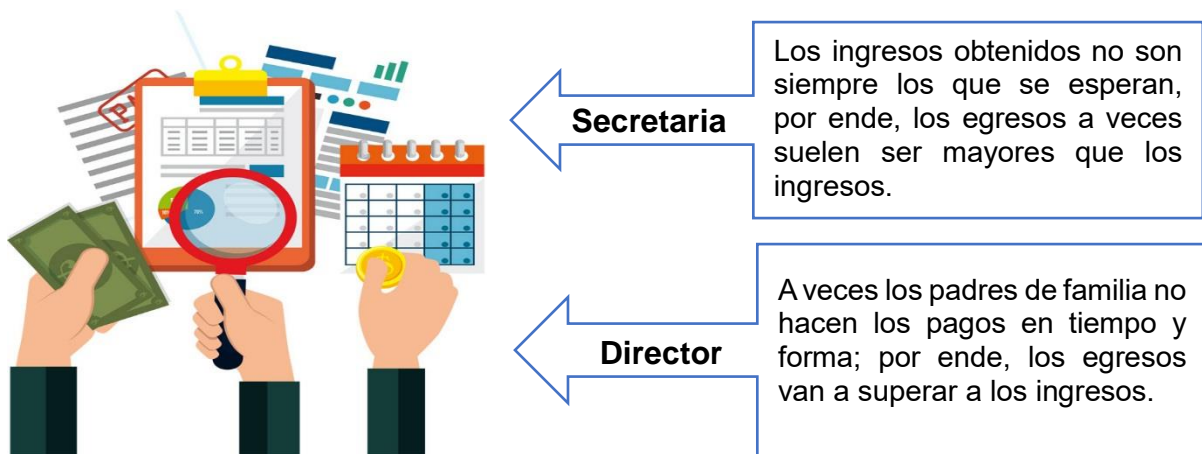 Los ingresos obtenidos no son
siempre los que se esperan,
por ende, los egresos a veces
suelen ser mayores que los
ingresos.
Secretaria
A veces los padres de familia no
hacen los pagos en tiempo y
forma; por ende, los egresos
van a superar a los ingresos.
Director